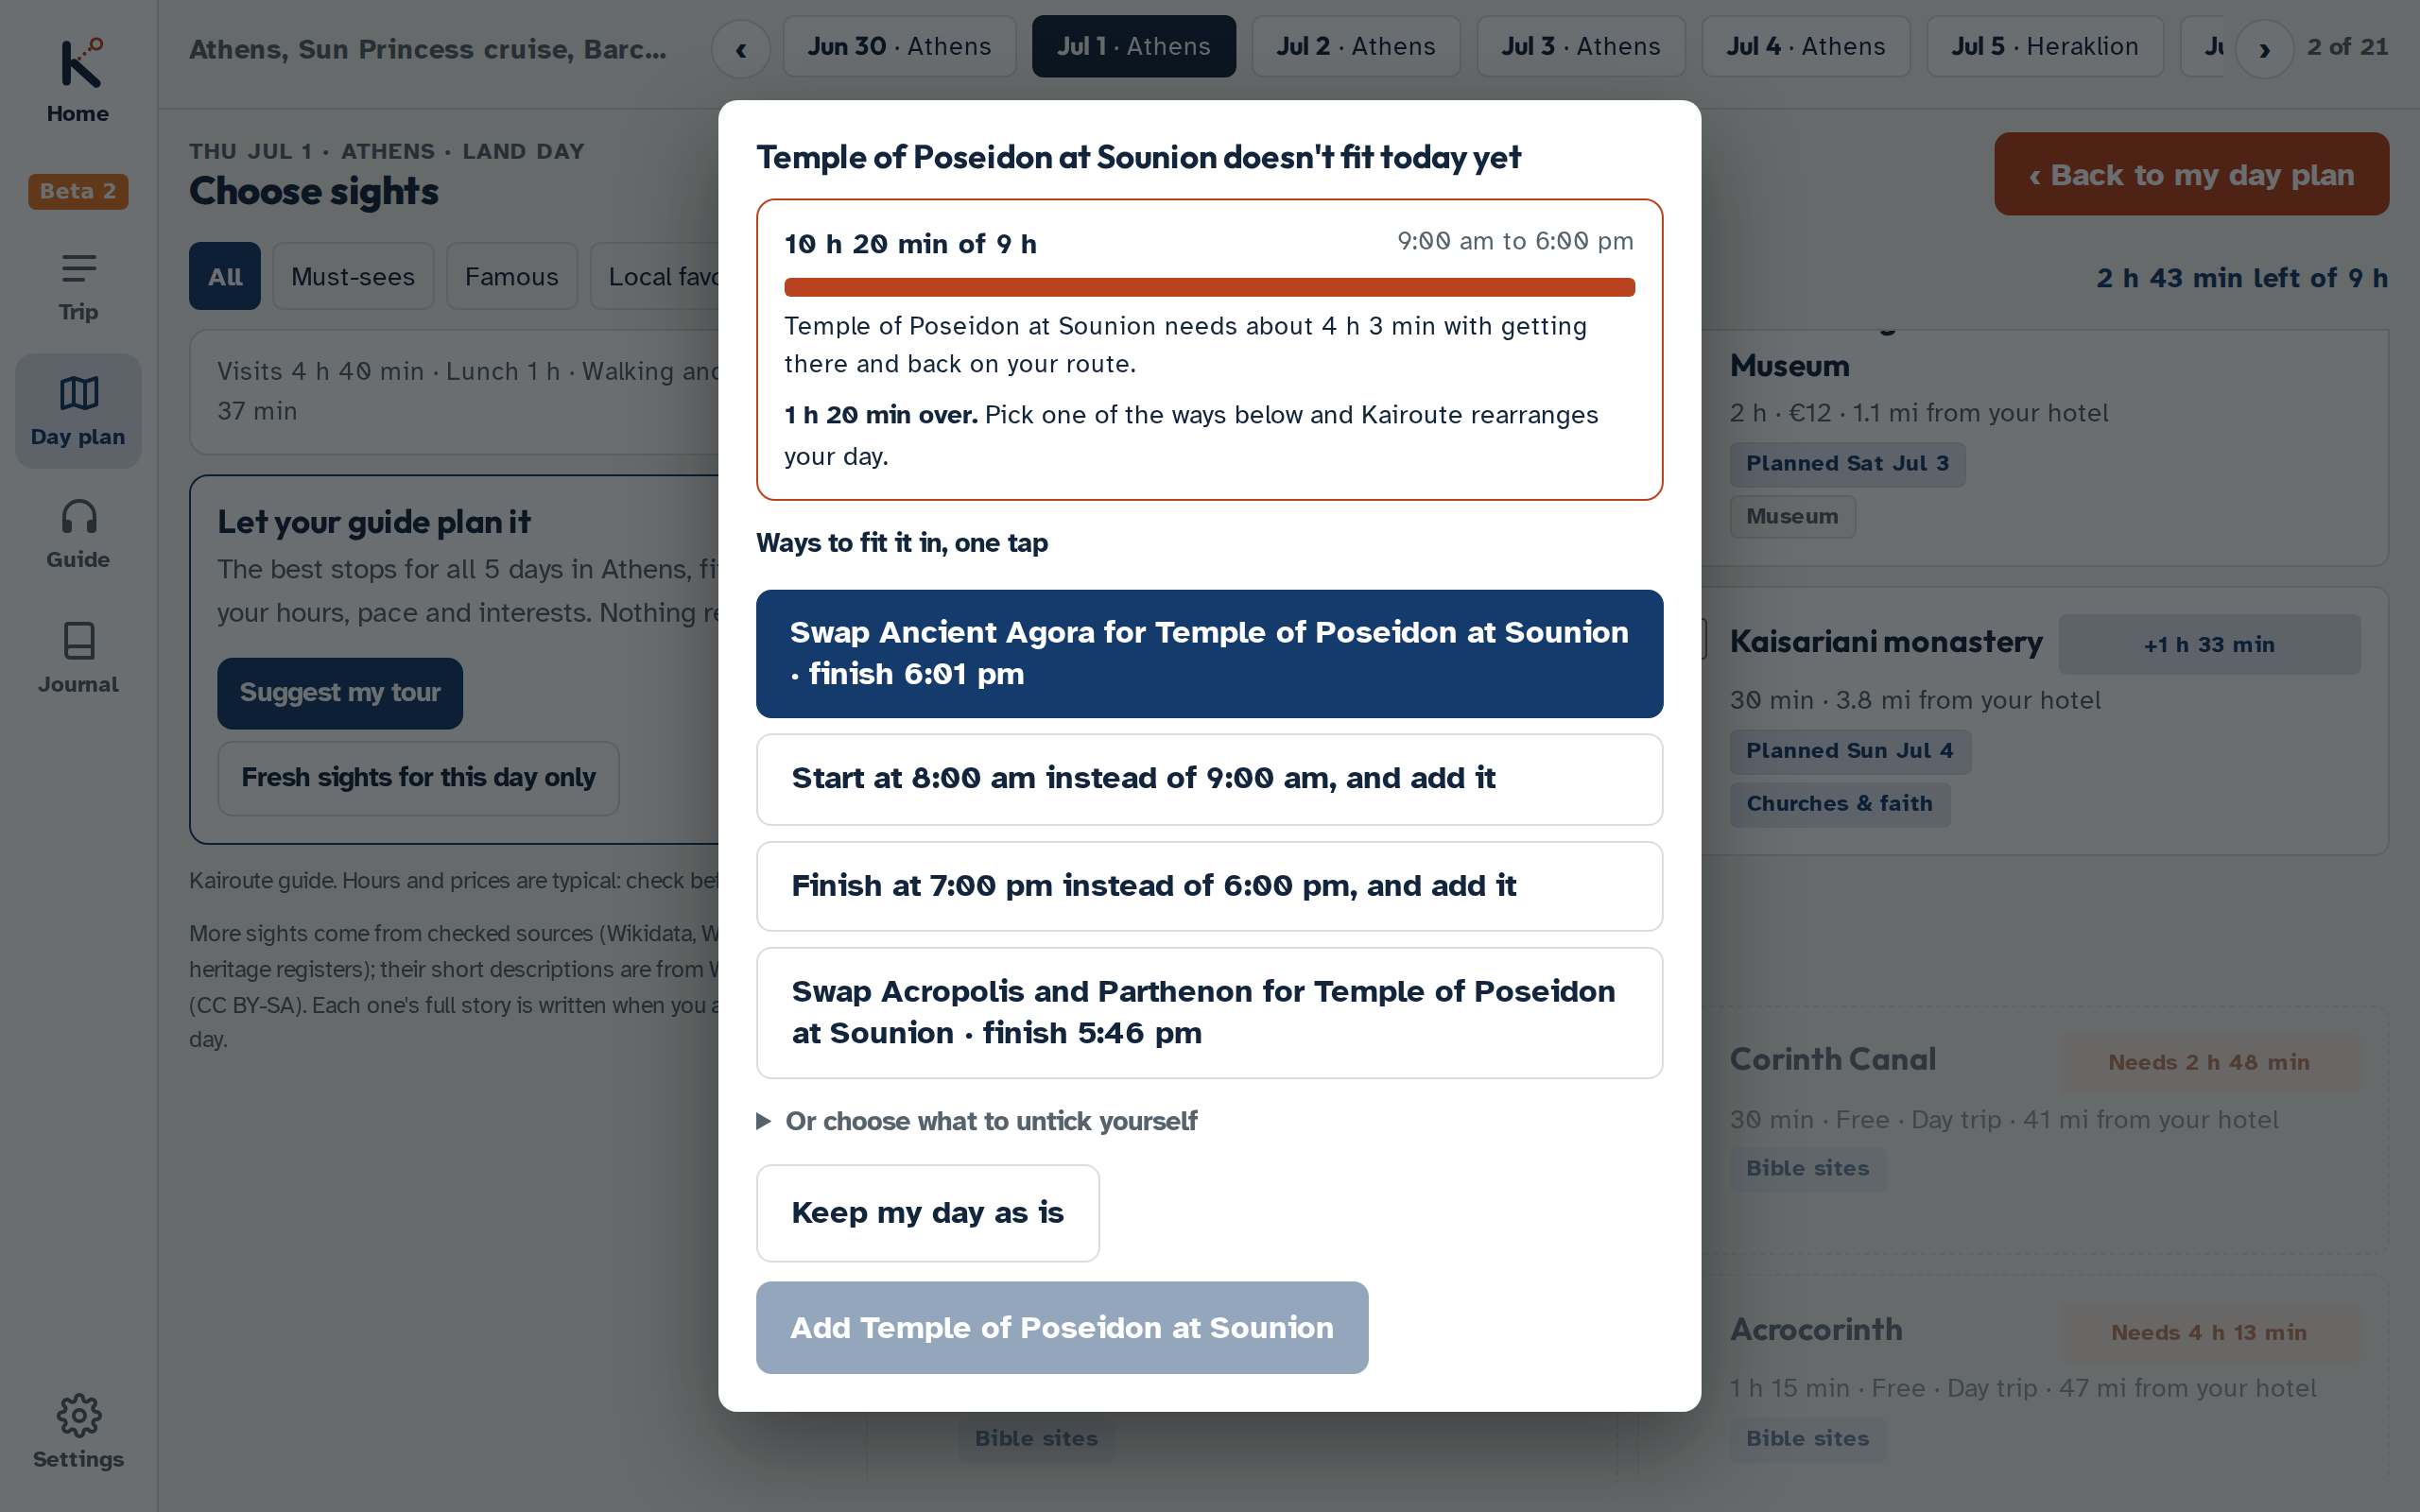 Home
Beta 2
Trip
Day plan
Guide
Journal
Settings
Athens, Sun Princess cruise, Barc...
‹
Jun 30 · Athens
Jul 1 · Athens
Jul 2 · Athens
Jul 3 · Athens
Jul 4 · Athens
Jul 5 · Heraklion
›
2 of 21
THU JUL 1 · ATHENS · LAND DAY
Choose sights
‹ Back to my day plan
All
Must-sees
Famous
Local
2 h 43 min left of 9 h
Visits 4 h 40 min · Lunch 1 h · Walking
37 min
Let your guide plan it
The best stops for all 5 days in Athens,
your hours, pace and interests. Nothing
Suggest my tour
Fresh sights for this day only
Kairoute guide. Hours and prices are typical: check
More sights come from checked sources (Wikidata,
heritage registers); their short descriptions are from
(CC BY-SA). Each one's full story is written when you
day.
Temple of Poseidon at Sounion doesn't fit today yet
10 h 20 min of 9 h
9:00 am to 6:00 pm
Temple of Poseidon at Sounion needs about 4 h 3 min with getting
there and back on your route.
1 h 20 min over. Pick one of the ways below and Kairoute rearranges
your day.
Ways to fit it in, one tap
Swap Ancient Agora for Temple of Poseidon at Sounion
· finish 6:01 pm
Start at 8:00 am instead of 9:00 am, and add it
Finish at 7:00 pm instead of 6:00 pm, and add it
Swap Acropolis and Parthenon for Temple of Poseidon
at Sounion · finish 5:46 pm
Or choose what to untick yourself
Keep my day as is
Add Temple of Poseidon at Sounion
Museum
2 h · €12 · 1.1 mi from your hotel
Planned Sat Jul 3
Museum
Kaisariani monastery
+1 h 33 min
30 min · 3.8 mi from your hotel
Planned Sun Jul 4
Churches & faith
Corinth Canal
Needs 2 h 48 min
30 min · Free · Day trip · 41 mi from your hotel
Bible sites
Acrocorinth
Needs 4 h 13 min
1 h 15 min · Free · Day trip · 47 mi from your hotel
Bible sites
Bible sites